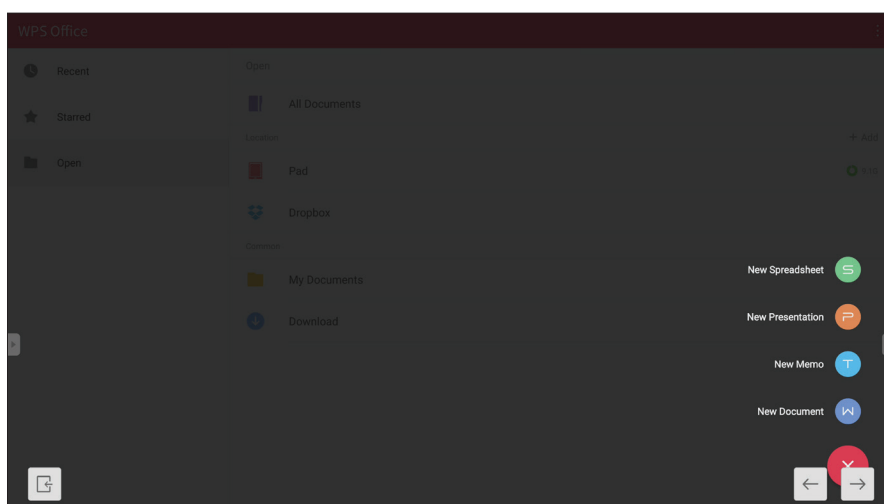 WPS Office
Recent
Starred
Open
Open
All Documents
Location
+ Add
Pad
Dropbox
Common
My Documents
Download
New Spreadsheet
New Presentation
New Memo
New Document